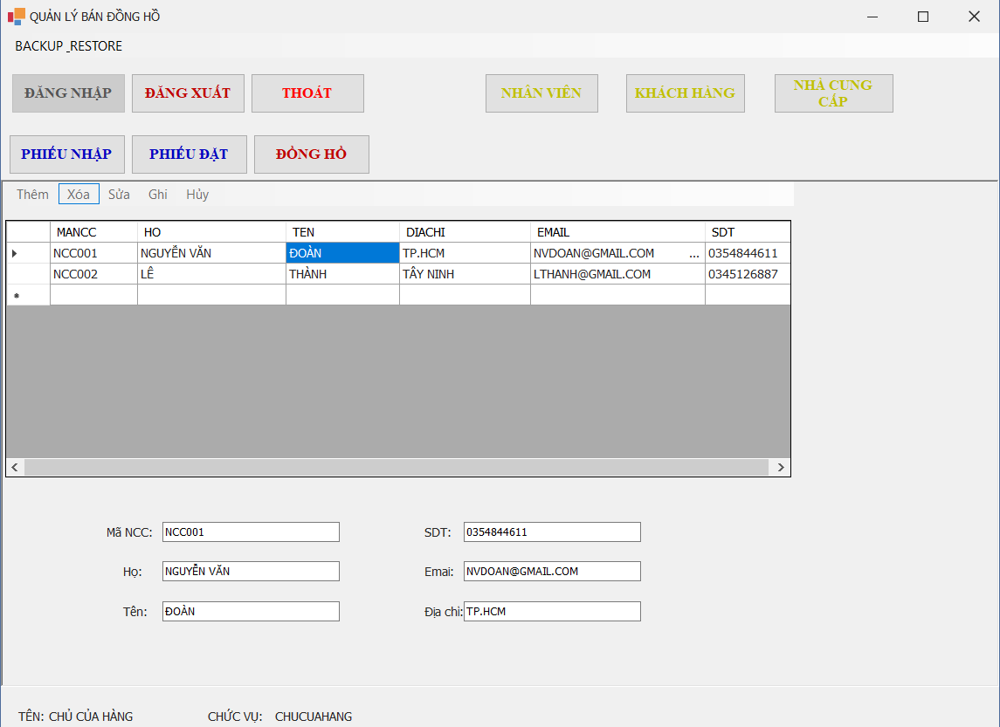 QUẢN LÝ BÁN ĐỒNG HỒ
BACKUP _RESTORE
ĐĂNG NHẬP ĐĂNG XUẤT THOÁT NHÂN VIÊN KHÁCH HÀNG NHÀ CUNG
CẤP
PHIẾU NHẬP PHIẾU ĐẶT ĐỒNG HỒ
Thêm Xóa Sửa Ghi Hủy
MANCC HO TEN DIACHI EMAIL SDT
NCC001 NGUYỄN VĂN ĐOÀN TP.HCM NVDOAN@GMAIL.COM ... 0354844611
NCC002 LÊ THÀNH TÂY NINH LTHANH@GMAIL.COM 0345126887
Mã NCC: NCC001 SDT: 0354844611
Họ: NGUYỄN VĂN Emai: NVDOAN@GMAIL.COM
Tên: ĐOÀN Địa chỉ: TP.HCM
TÊN: CHỦ CỦA HÀNG CHỨC VỤ: CHUCUAHANG